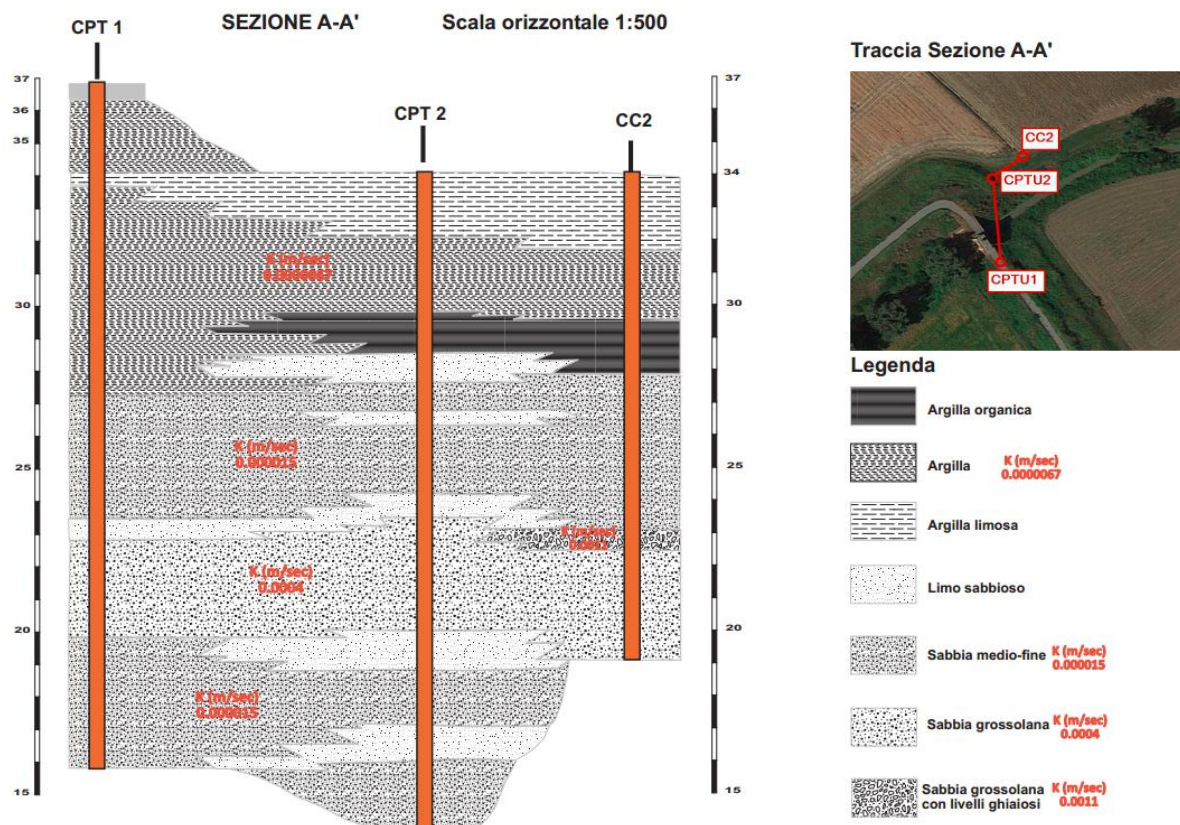 SEZIONE A-A'
Scala orizzontale 1:500
CPT 1
CPT 2
CC2
37
36
35
30
25
20
15
37
34
30
25
20
15
K (m/sec)
0.0000067
K (m/sec)
0.000015
K (m/sec)
K (m/sec)
0.0004
K (m/sec)
0.000015
Traccia Sezione A-A'
CC2
CPTU2
CPTU1
Legenda
Argilla organica
Argilla
K (m/sec)
0.0000067
Argilla limosa
Limo sabbioso
Sabbia medio-fine
K (m/sec)
0.000015
Sabbia grossolana
K (m/sec)
0.0004
Sabbia grossolana
con livelli ghiaiosi
K (m/sec)
0.0011